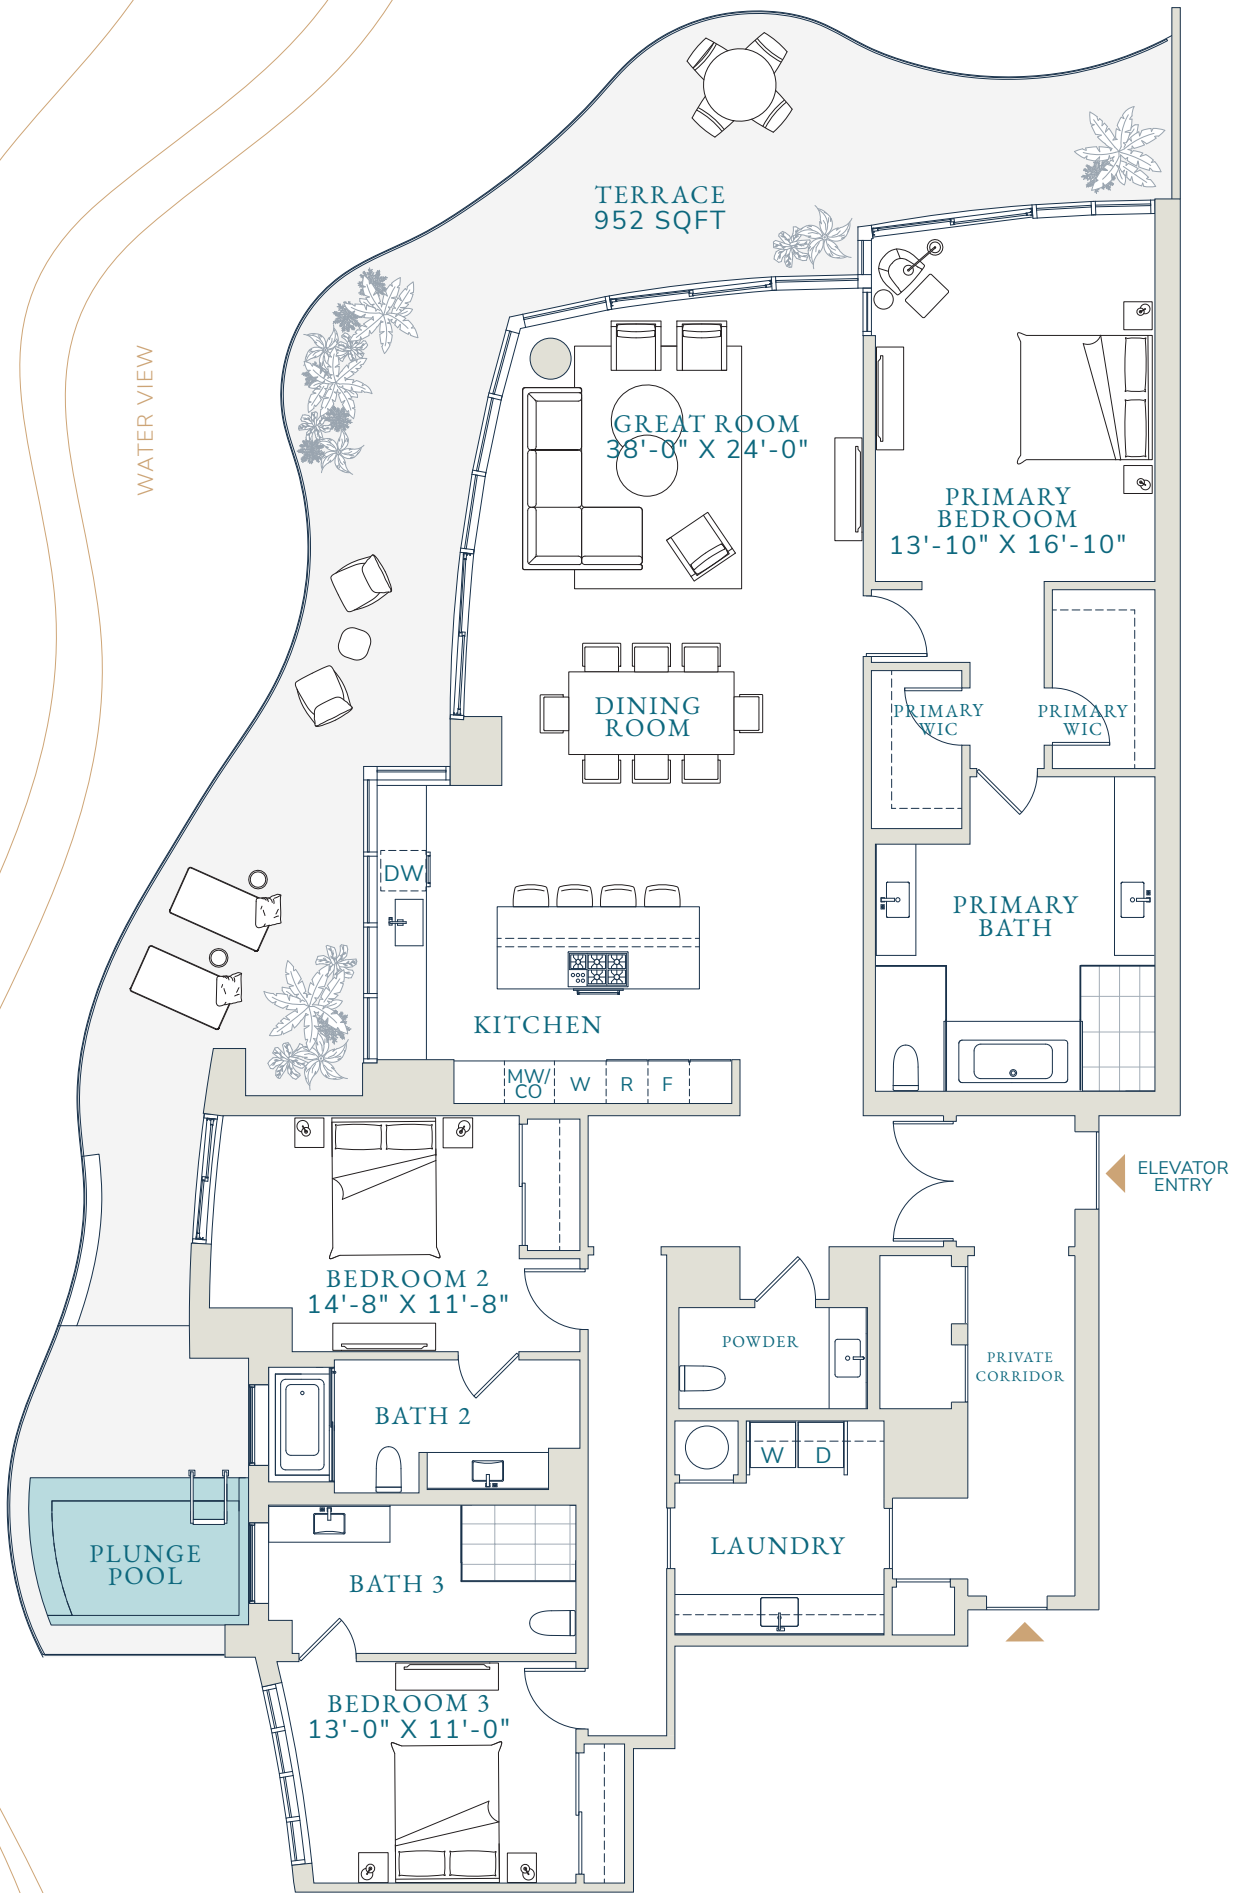 TERRACE
952 SQFT
WATER VIEW
GREAT ROOM
38'-0" X 24'-0"
PRIMARY
BEDROOM
13'-10" X 16'-10"
DINING
ROOM
PRIMARY
WIC
PRIMARY
WIC
DW
PRIMARY
BATH
KITCHEN
MW/
CO
W
R
F
ELEVATOR
ENTRY
BEDROOM 2
14'-8" X 11'-8"
POWDER
PRIVATE
CORRIDOR
BATH 2
W
D
PLUNGE
POOL
LAUNDRY
BATH 3
BEDROOM 3
13'-0" X 11'-0"